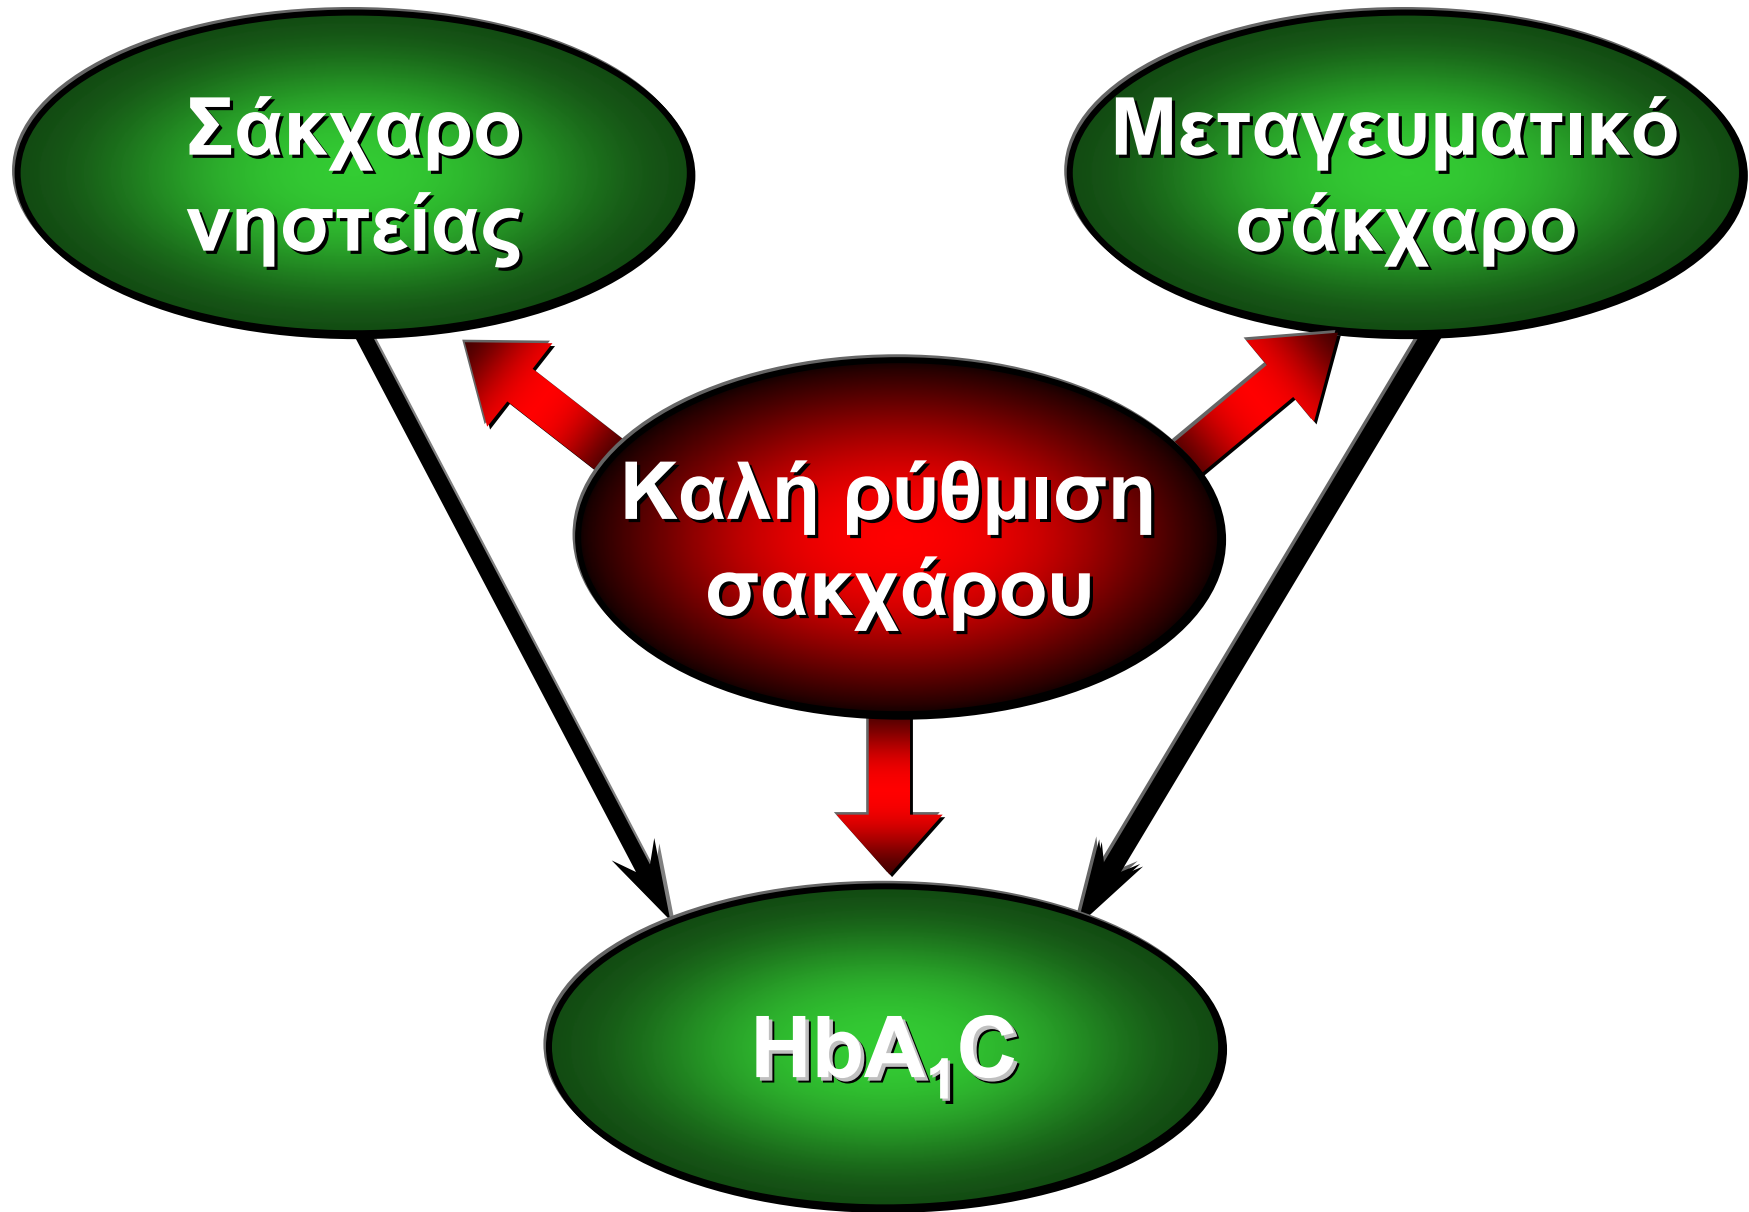 Σάκχαρο
νηστείας
Μεταγευματικό
σάκχαρο
Καλή ρύθμιση
σακχάρου
HbA₁C